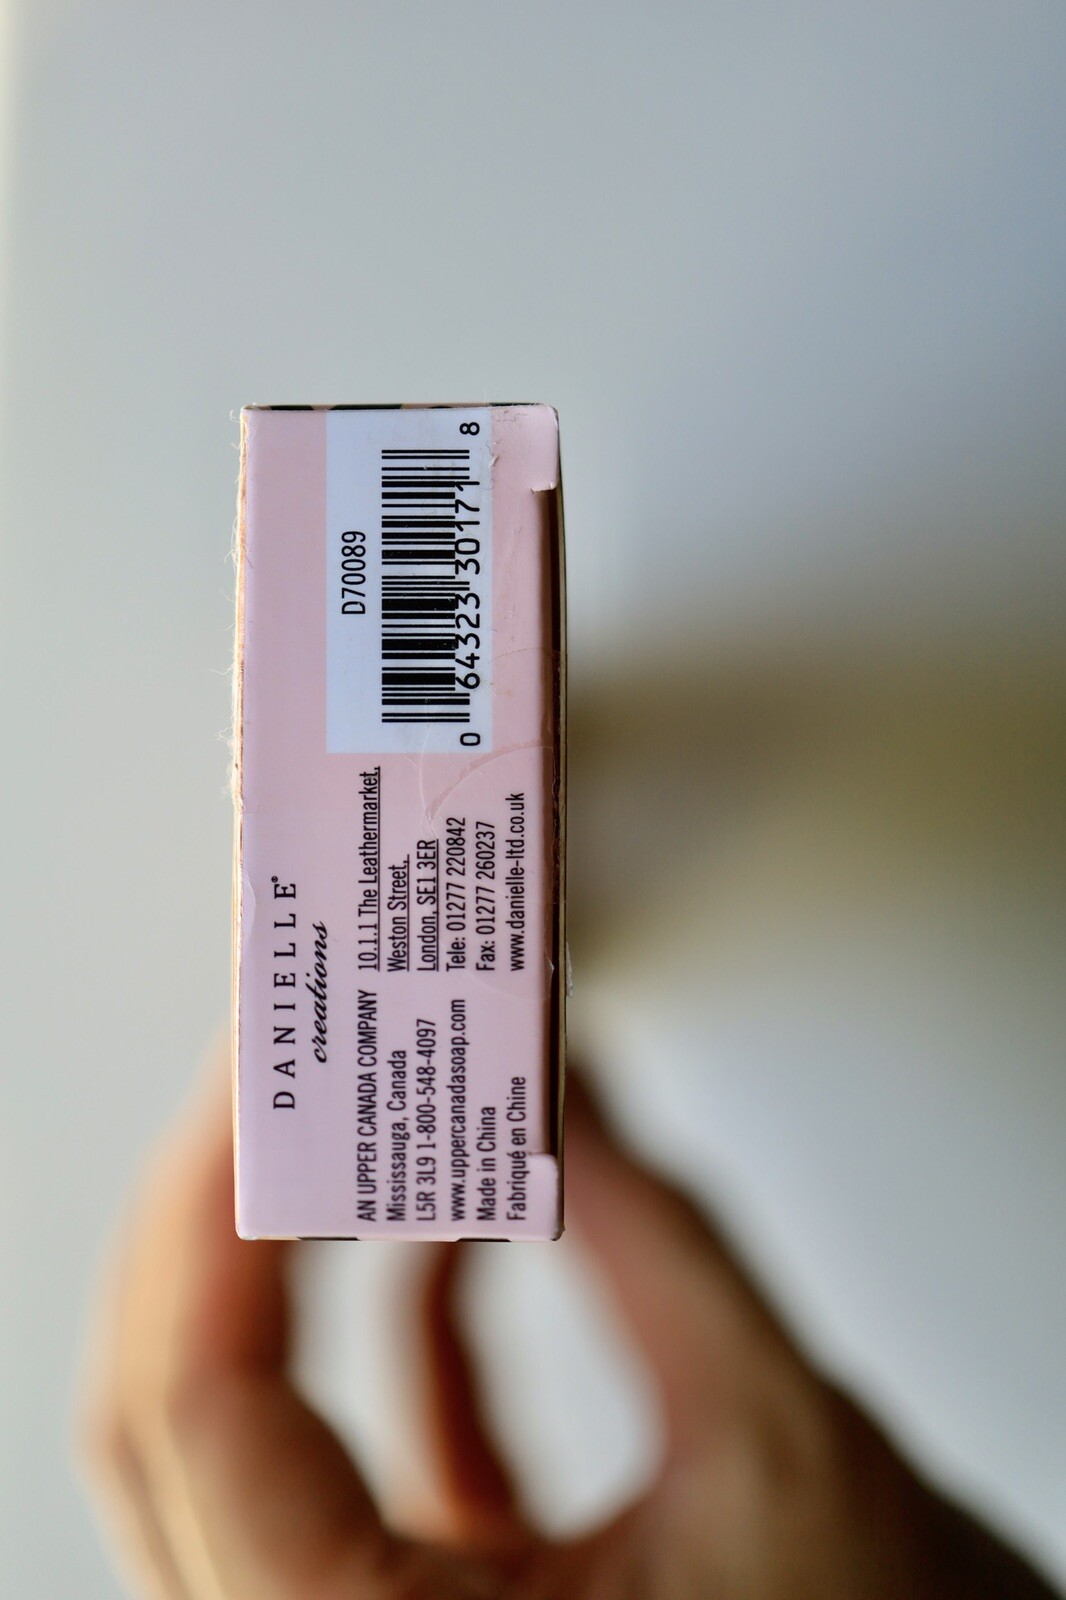 DANIELLE®
creations
AN UPPER CANADA COMPANY
Mississauga, Canada
L5R 3L9 1-800-548-4097
www.uppercanadasoap.com
Made in China
Fabriqué en Chine
10.1.1 The Leathermarket,
Weston Street,
London, SE1 3ER
Tele: 01277 220842
Fax: 01277 260237
www.danielle-ltd.co.uk
D70089
0 64323 30171 8